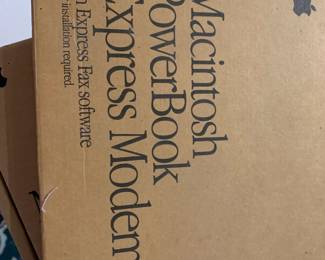 Macintosh
PowerBook
Express Modem
Express Fax software
installation required.